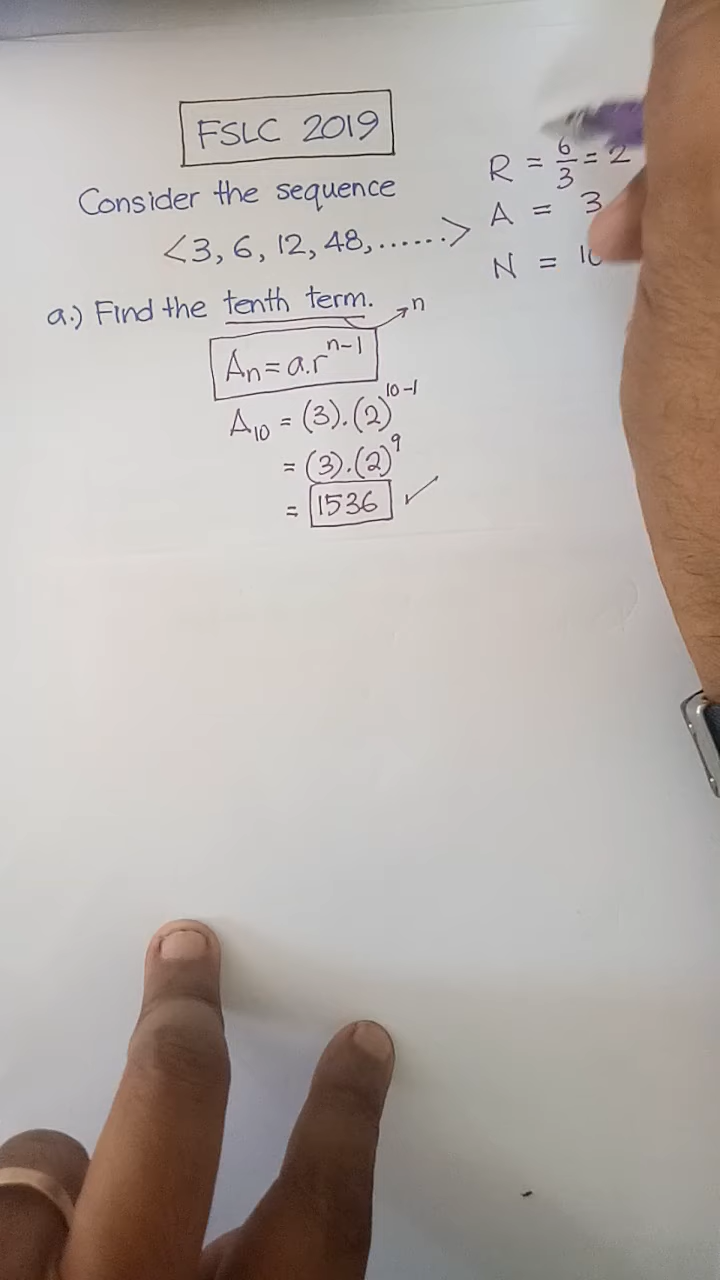 FSLC 2019
Consider the sequence
<3, 6, 12, 48,......>
a.) Find the tenth term.
n
An = a.r^n-1
A10 = (3).(2)^10-1
= (3).(2)^9
= 1536 ✓
R = 6/3 = 2
A = 3
N =